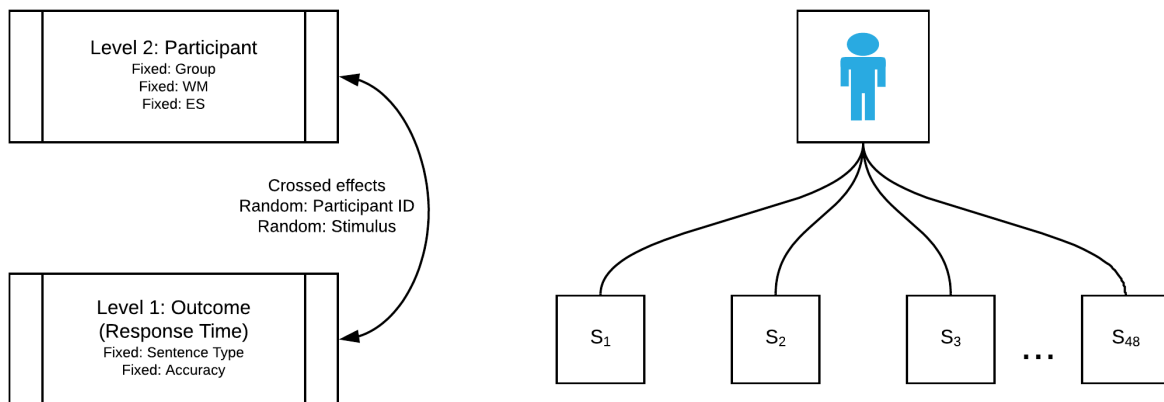 Level 2: Participant
Fixed: Group
Fixed: WM
Fixed: ES
Crossed effects
Random: Participant ID
Random: Stimulus
Level 1: Outcome
(Response Time)
Fixed: Sentence Type
Fixed: Accuracy
S₁
S₂
S₃
...
S₄₈